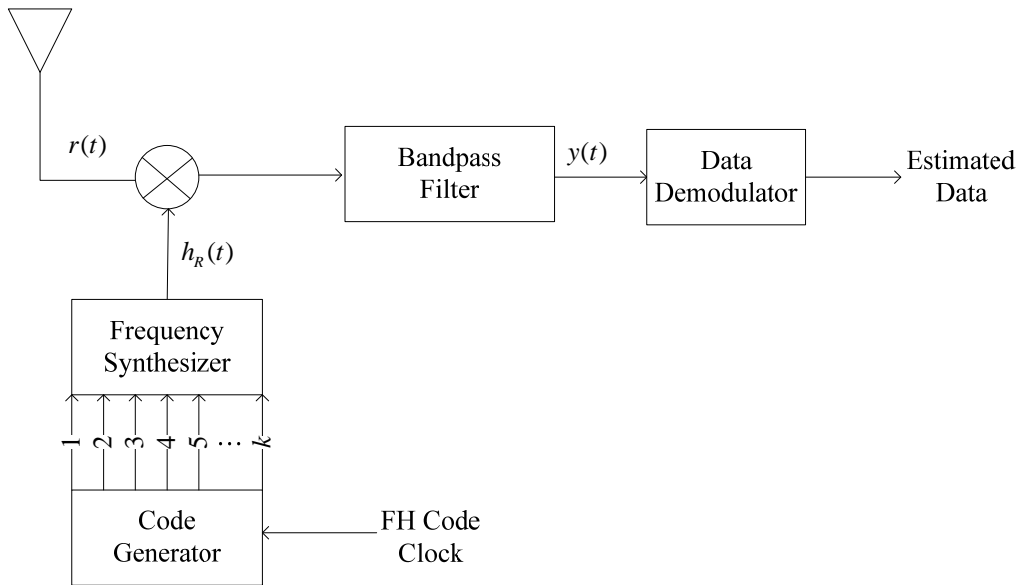 r(t)
Bandpass
Filter
y(t)
Data
Demodulator
Estimated
Data
h_R(t)
Frequency
Synthesizer
1 2 3 4 5 ... k
Code
Generator
FH Code
Clock